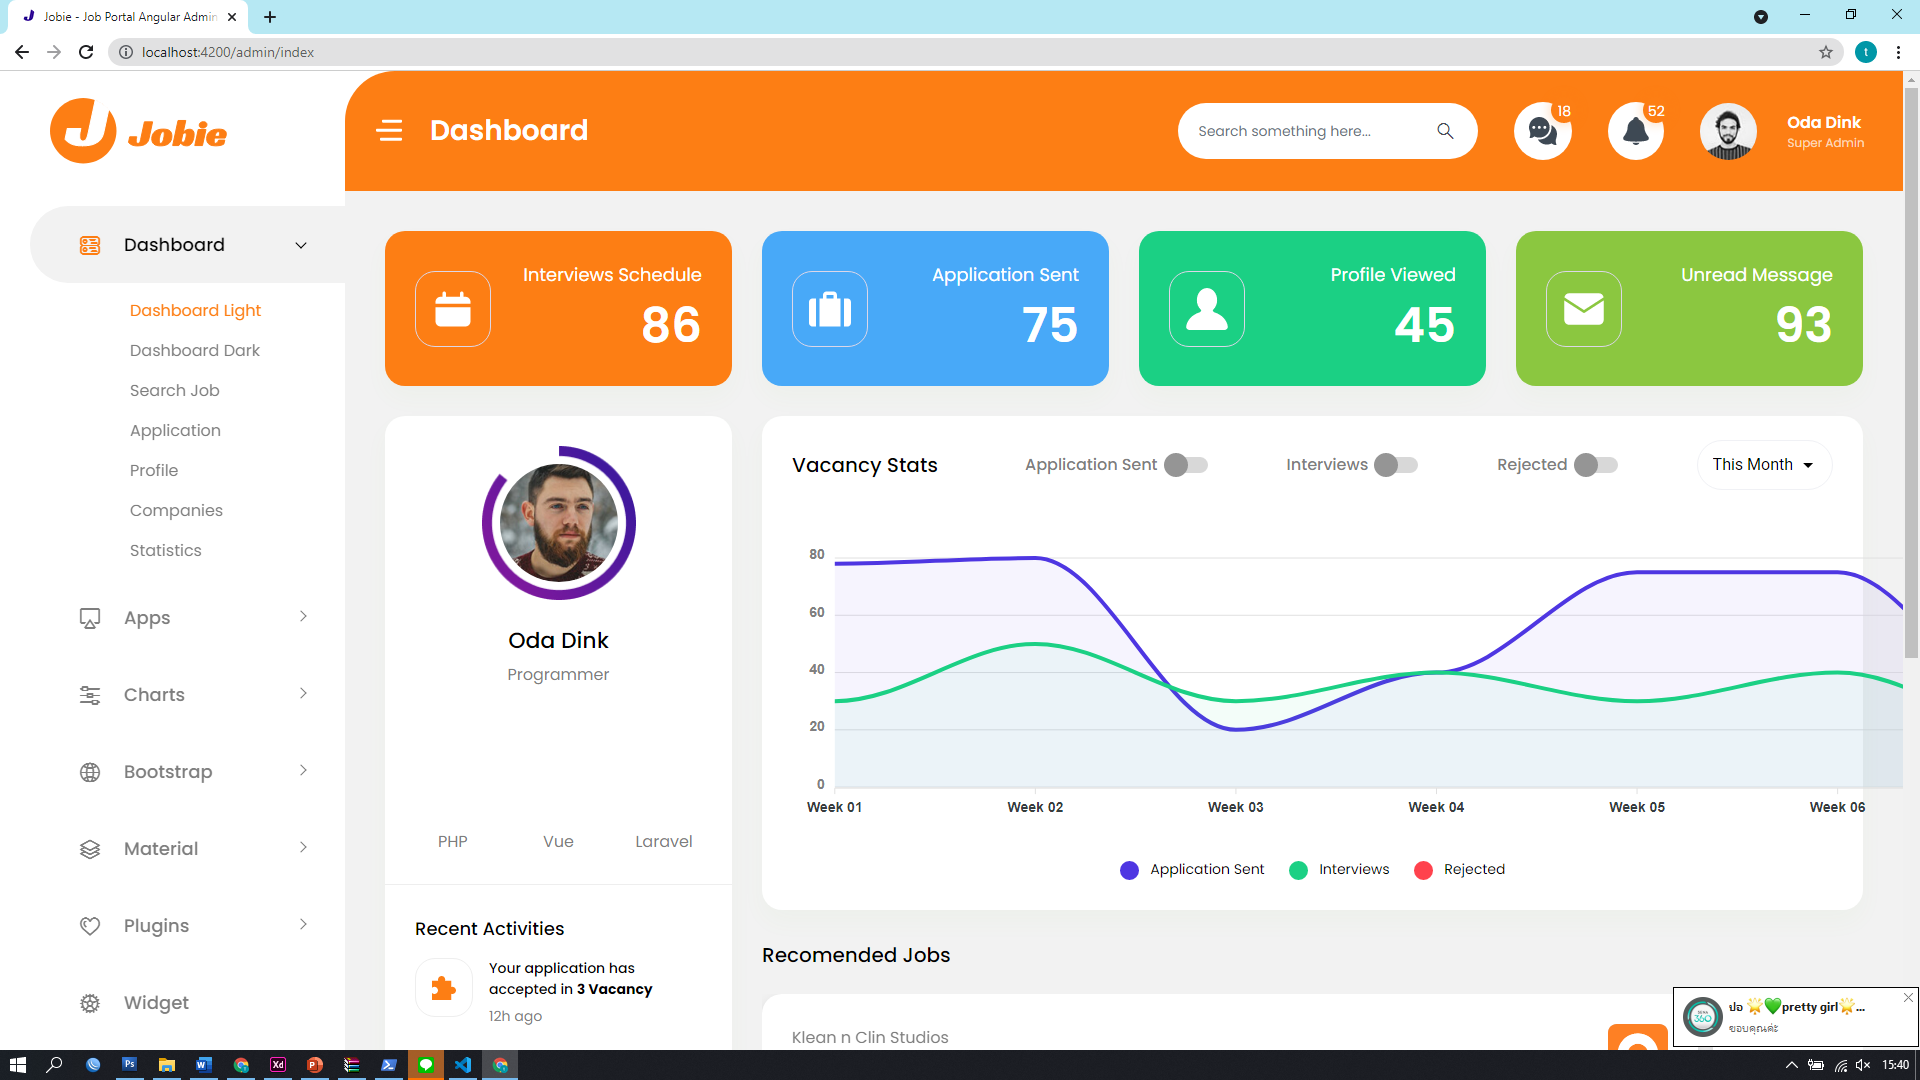 Jobie - Job Portal Angular Admin
localhost:4200/admin/index
Jobie
Dashboard
Search something here...
18
52
Oda Dink
Super Admin
Dashboard
Dashboard Light
Dashboard Dark
Search Job
Application
Profile
Companies
Statistics
Apps
Charts
Bootstrap
Material
Plugins
Widget
Interviews Schedule
86
Application Sent
75
Profile Viewed
45
Unread Message
93
Oda Dink
Programmer
PHP Vue Laravel
Recent Activities
Your application has
accepted in 3 Vacancy
12h ago
Vacancy Stats
Application Sent
Interviews
Rejected
This Month
80
60
40
20
0
Week 01 Week 02 Week 03 Week 04 Week 05 Week 06
Application Sent Interviews Rejected
Recomended Jobs
Klean n Clin Studios
360
ปอ 🌟💚pretty girl🌟...
ขอบคุณค่ะ
15:40